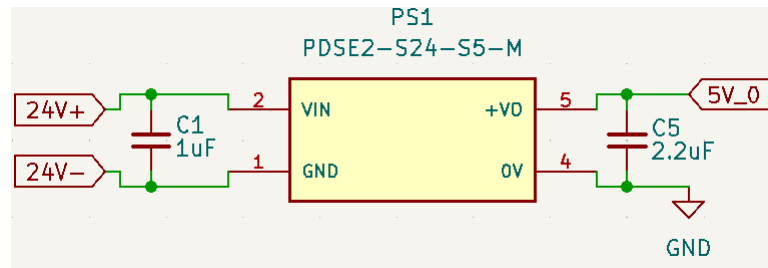 PS1
PDSE2-S24-S5-M
24V+
C1
1uF
24V-
2
VIN
1
GND
+VO
5
0V
4
5V_0
C5
2.2uF
GND